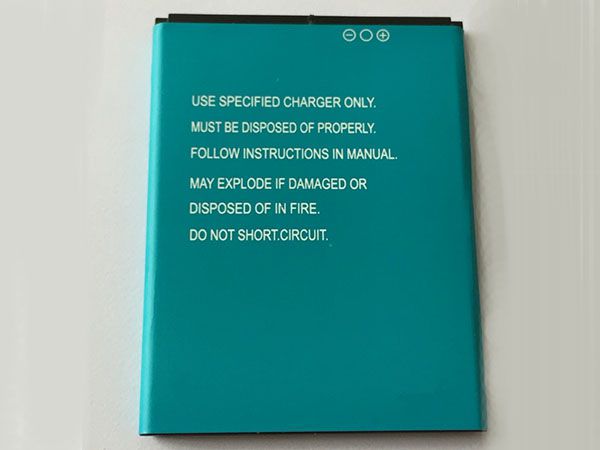 ⊖○⊕
USE SPECIFIED CHARGER ONLY.
MUST BE DISPOSED OF PROPERLY.
FOLLOW INSTRUCTIONS IN MANUAL.
MAY EXPLODE IF DAMAGED OR
DISPOSED OF IN FIRE.
DO NOT SHORT.CIRCUIT.